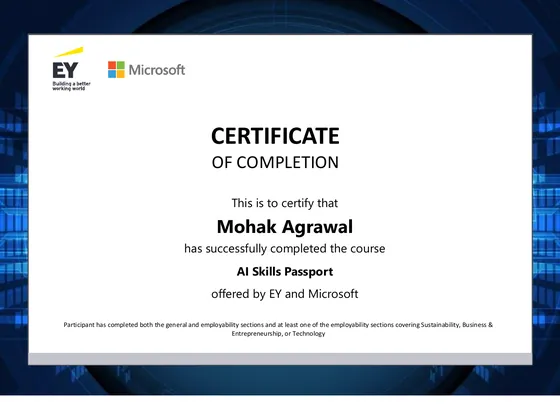 EY
Building a better
working world
Microsoft
CERTIFICATE
OF COMPLETION
This is to certify that
Mohak Agrawal
has successfully completed the course
AI Skills Passport
offered by EY and Microsoft
Participant has completed both the general and employability sections and at least one of the employability sections covering Sustainability, Business &
Entrepreneurship, or Technology